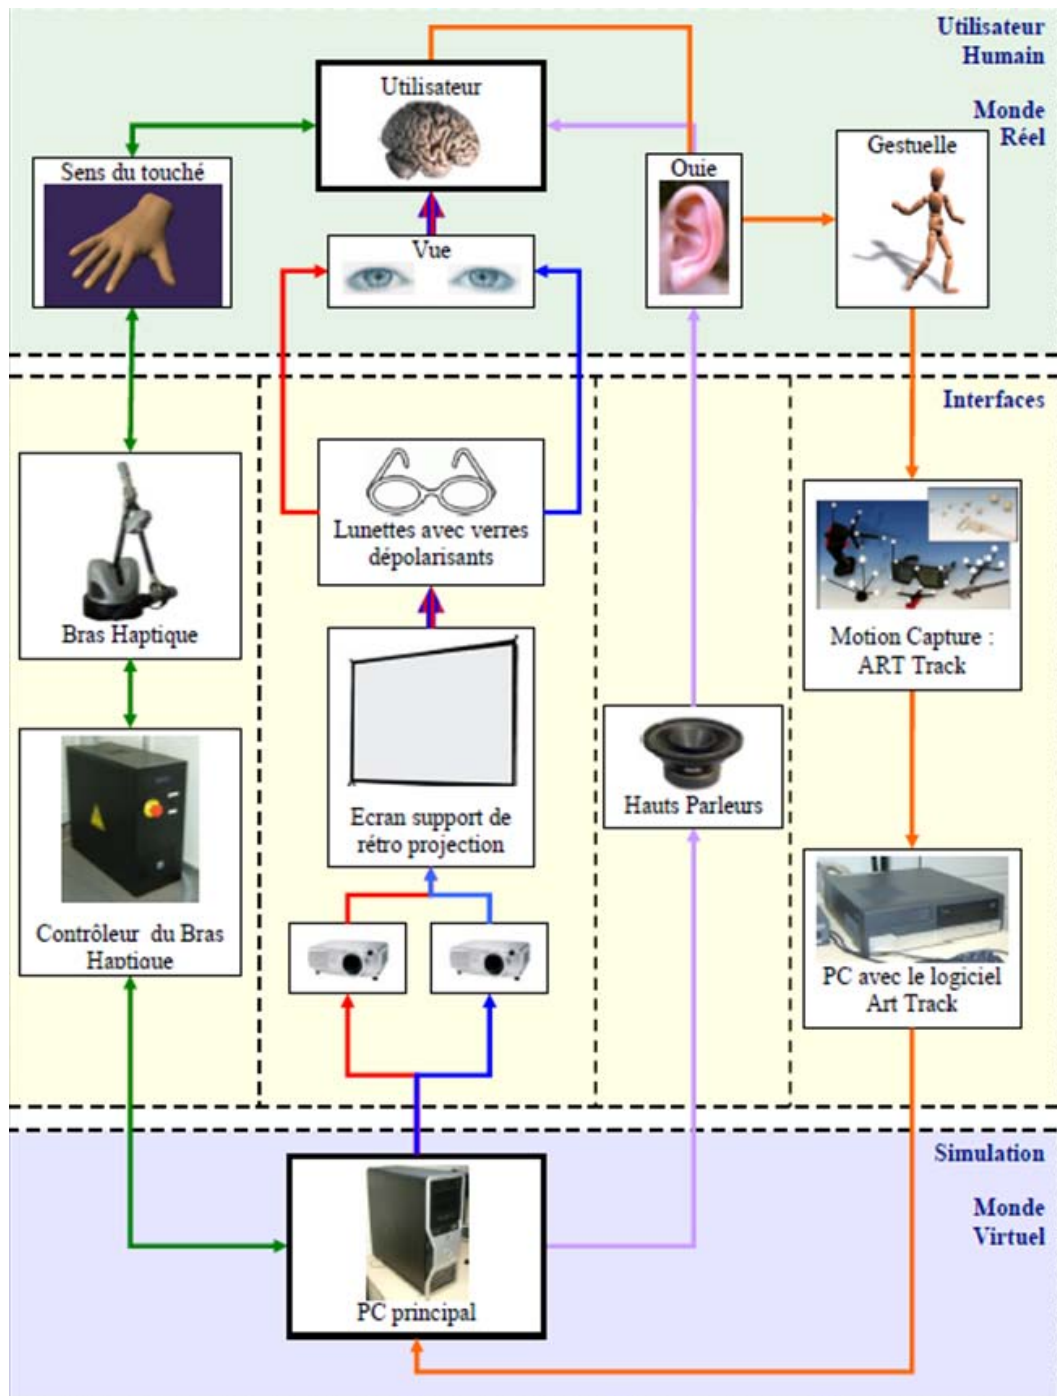 Utilisateur
Humain
Monde
Réel
Utilisateur
Sens du touché
Vue
Ouie
Gestuelle
Interfaces
Lunettes avec verres
dépolarisants
Bras Haptique
Motion Capture :
ART Track
Ecran support de
rétro projection
Hauts Parleurs
Contrôleur du Bras
Haptique
PC avec le logiciel
Art Track
Simulation
Monde
Virtuel
PC principal